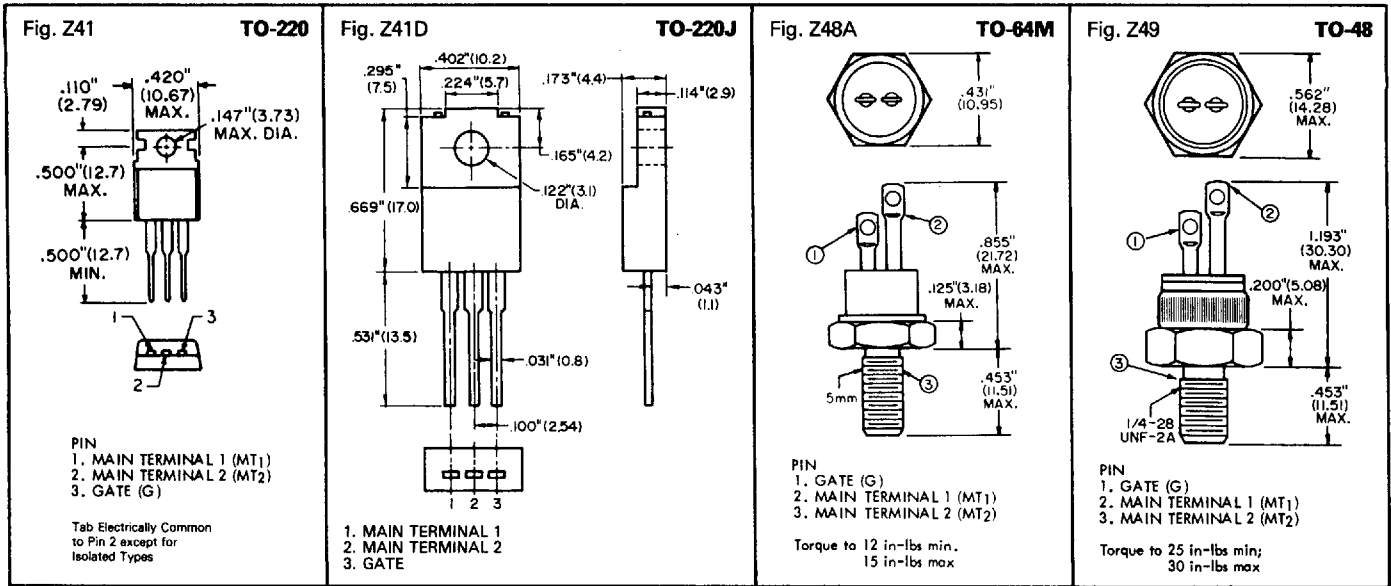 Fig. Z41 TO-220
.110"
(2.79)
.420"
(10.67)
MAX.
.147"(3.73)
MAX. DIA.
.500"(12.7)
MAX.
.500"(12.7)
MIN.
1
3
2
PIN
1. MAIN TERMINAL 1 (MT1)
2. MAIN TERMINAL 2 (MT2)
3. GATE (G)
Tab Electrically Common
to Pin 2 except for
Isolated Types
Fig. Z41D TO-220J
.402"(10.2)
.295"
(7.5)
.224"(5.7)
.173"(4.4)
.114"(2.9)
.165"(4.2)
.122"(3.1)
DIA.
.669"(17.0)
.043"
(1.1)
.531"(13.5)
.031"(0.8)
.100"(2.54)
1 2 3
1. MAIN TERMINAL 1
2. MAIN TERMINAL 2
3. GATE
Fig. Z48A TO-64M
.431"
(10.95)
1
2
.855"
(21.72)
MAX.
.125"(3.18)
MAX.
3
5mm
.453"
(11.51)
MAX.
PIN
1. GATE (G)
2. MAIN TERMINAL 1 (MT1)
3. MAIN TERMINAL 2 (MT2)
Torque to 12 in-lbs min.
15 in-lbs max
Fig. Z49 TO-48
.562"
(14.28)
MAX.
2
1
1.193"
(30.30)
MAX.
.200"(5.08)
MAX.
3
.453"
(11.51)
MAX.
1/4-28
UNF-2A
PIN
1. GATE (G)
2. MAIN TERMINAL 1 (MT1)
3. MAIN TERMINAL 2 (MT2)
Torque to 25 in-lbs min;
30 in-lbs max